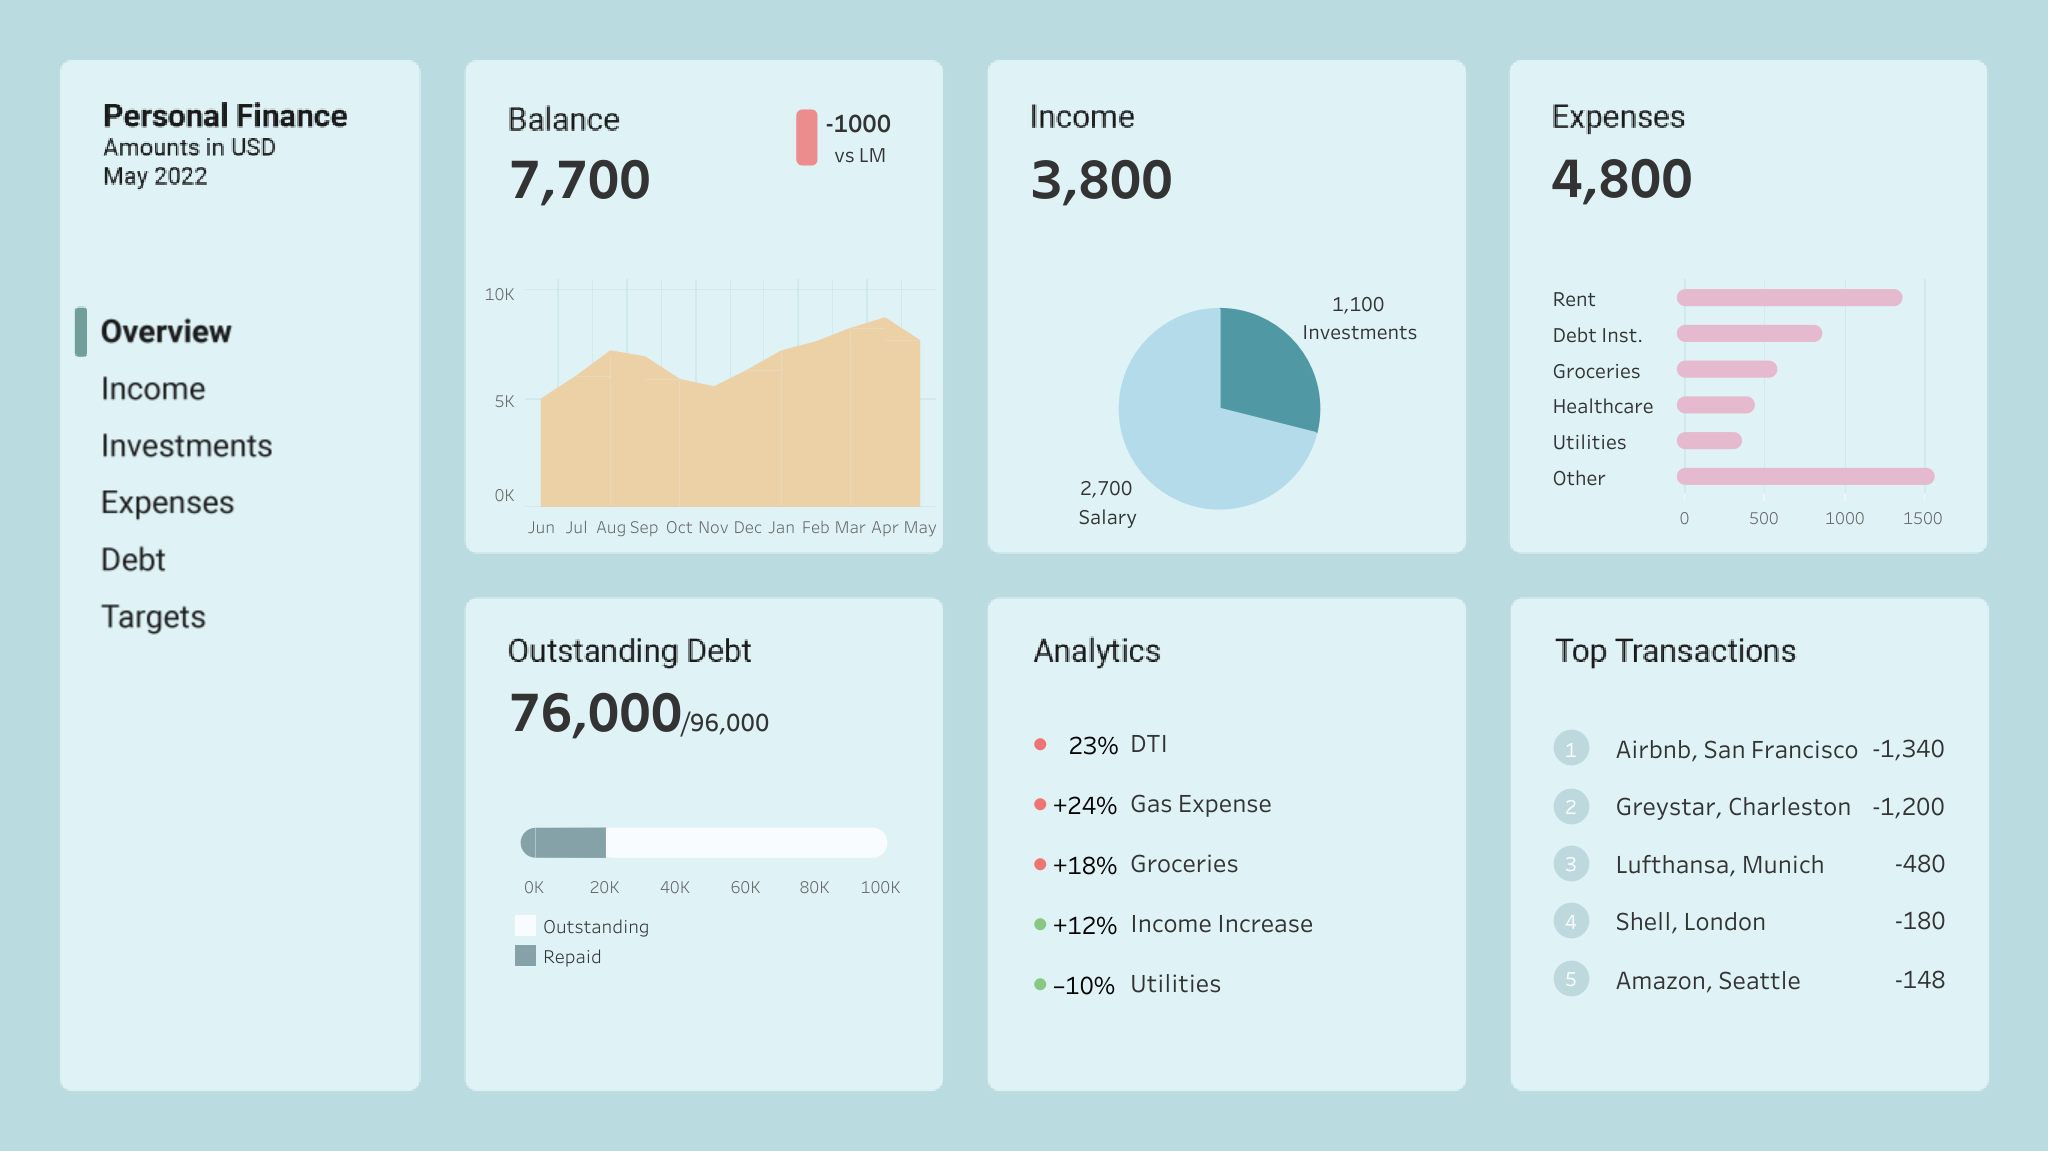 Personal Finance
Amounts in USD
May 2022
Overview
Income
Investments
Expenses
Debt
Targets
Balance
7,700
-1000
vs LM
10K
5K
0K
Jun Jul Aug Sep Oct Nov Dec Jan Feb Mar Apr May
Income
3,800
1,100
Investments
2,700
Salary
Expenses
4,800
Rent
Debt Inst.
Groceries
Healthcare
Utilities
Other
0 500 1000 1500
Outstanding Debt
76,000/96,000
0K 20K 40K 60K 80K 100K
Outstanding
Repaid
Analytics
23% DTI
+24% Gas Expense
+18% Groceries
+12% Income Increase
–10% Utilities
Top Transactions
1 Airbnb, San Francisco -1,340
2 Greystar, Charleston -1,200
3 Lufthansa, Munich -480
4 Shell, London -180
5 Amazon, Seattle -148